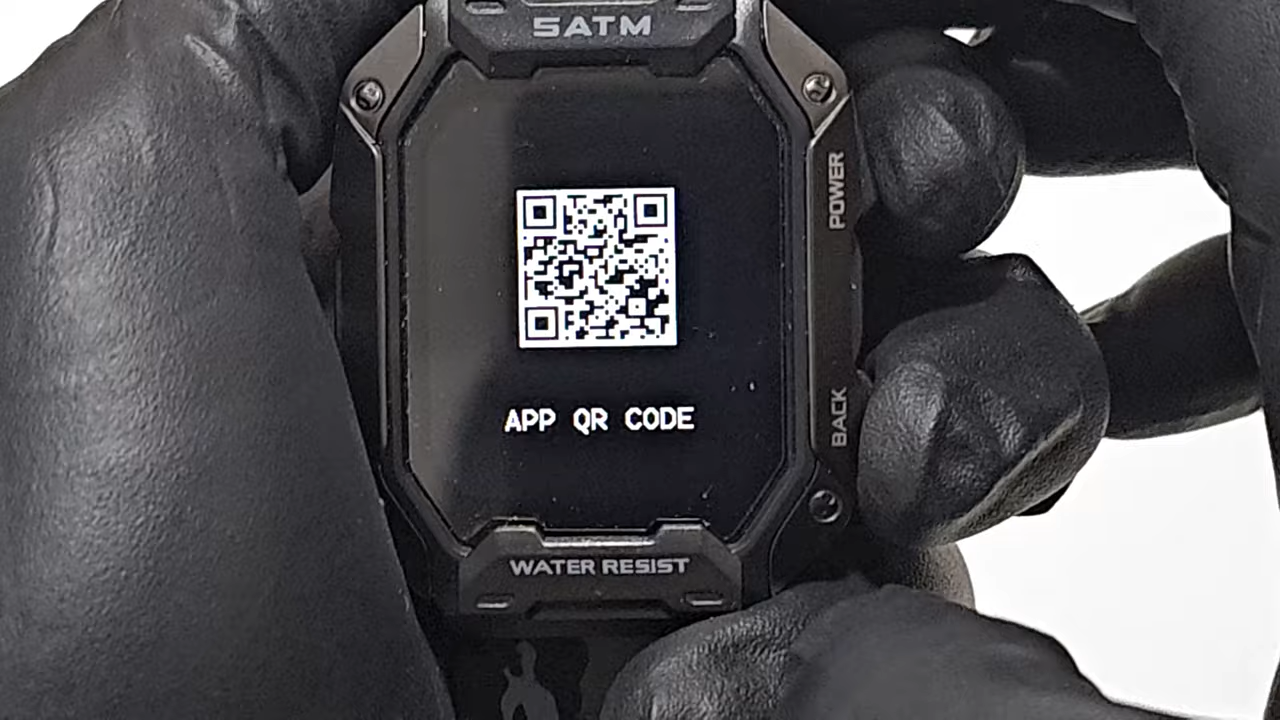 5ATM
POWER
APP QR CODE
BACK
WATER RESIST